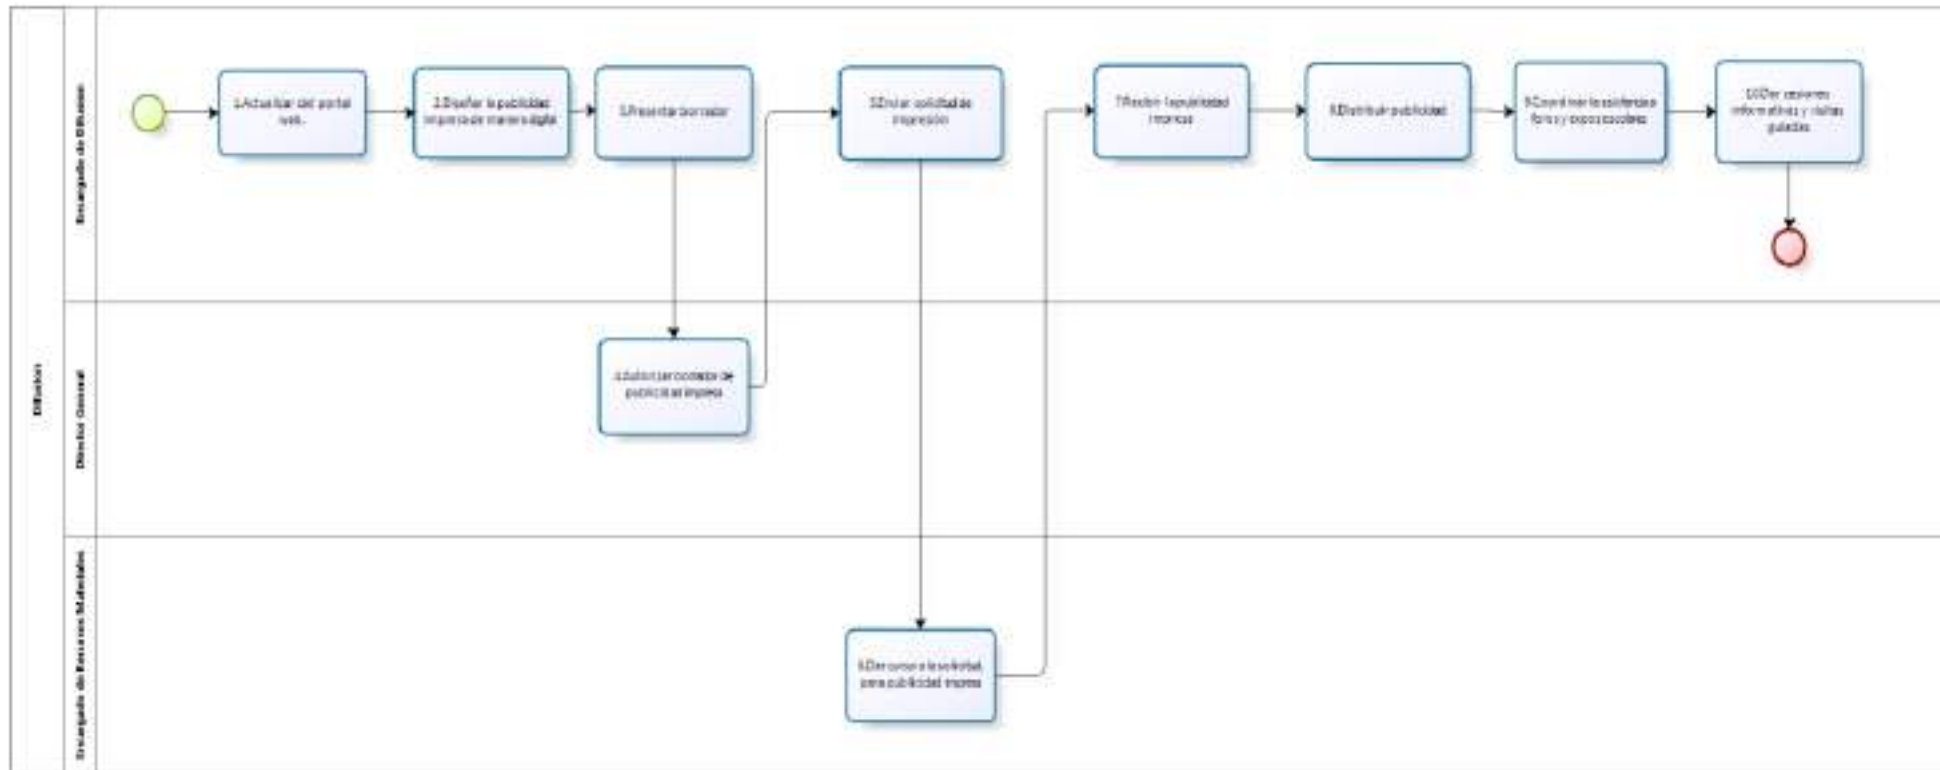 Difusión
Encargado de Difusión
Director General
Encargado de Recursos Materiales
1.Actualizar del portal
web.
2.Diseñar la publicidad
impresa de manera digital
3.Presentar borrador
4.Autorizar borrador de
publicidad impresa
5.Enviar solicitud de
impresión
6.Dar curso a la solicitud,
para publicidad impresa
7.Recibir la publicidad
impresa
8.Distribuir publicidad
9.Coordinar la asistencia a
foros y expos escolares
10.Dar sesiones
informativas y visitas
guiadas